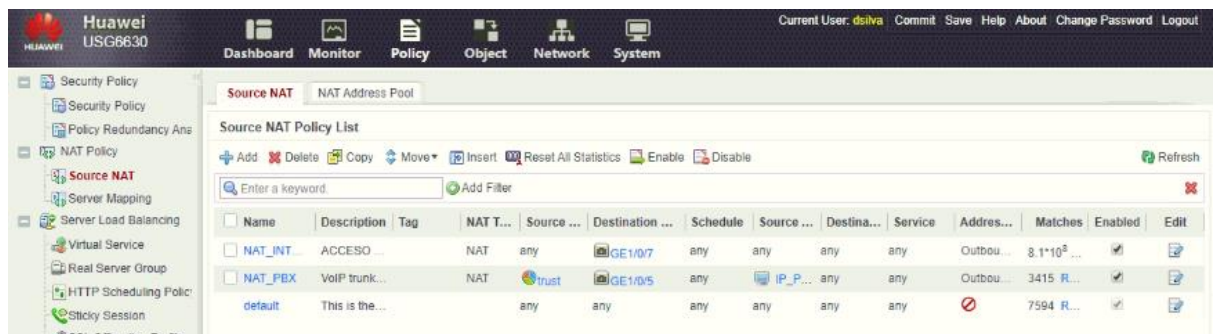 Huawei
USG6630
HUAWEI
Dashboard Monitor Policy Object Network System
Current User: dsilva Commit Save Help About Change Password Logout
Security Policy
Security Policy
Policy Redundancy Ana
NAT Policy
Source NAT
Server Mapping
Server Load Balancing
Virtual Service
Real Server Group
HTTP Scheduling Polic
Sticky Session
Source NAT NAT Address Pool
Source NAT Policy List
Add Delete Copy Move Insert Reset All Statistics Enable Disable Refresh
Enter a keyword. Add Filter
Name Description Tag NAT T... Source ... Destination ... Schedule Source ... Destina... Service Addres... Matches Enabled Edit
NAT_INT... ACCESO ... NAT any GE1/0/7 any any any any Outbou... 8.1*10⁸ ...
NAT_PBX VoIP trunk... NAT trust GE1/0/5 any IP_P... any any Outbou... 3415 R...
default This is the... any any any any any any 7594 R...